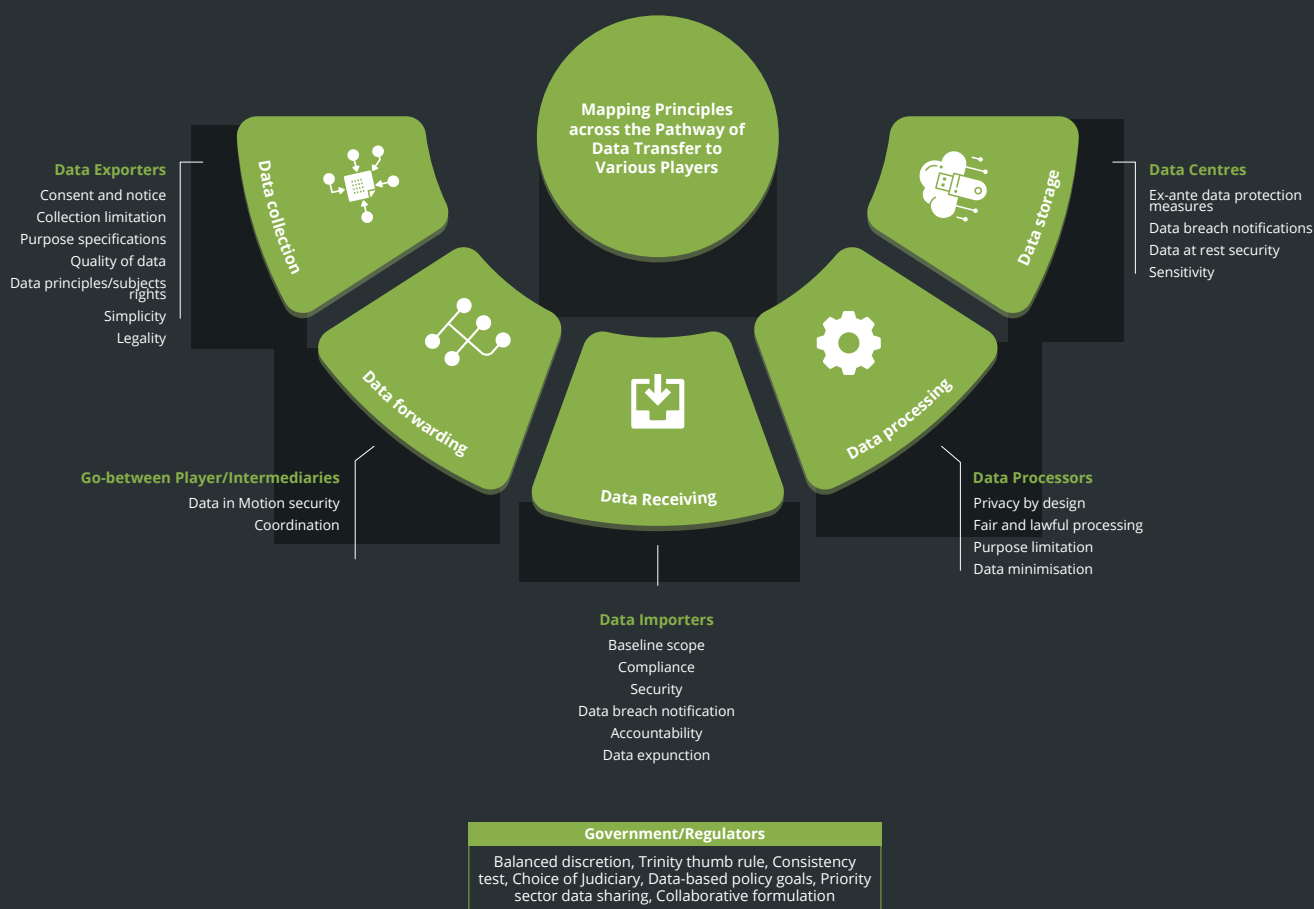 Mapping Principles
across the Pathway of
Data Transfer to
Various Players
Data collection
Data Exporters
Consent and notice
Collection limitation
Purpose specifications
Quality of data
Data principles/subjects
rights
Simplicity
Legality
Data forwarding
Go-between Player/Intermediaries
Data in Motion security
Coordination
Data Receiving
Data Importers
Baseline scope
Compliance
Security
Data breach notification
Accountability
Data expunction
Data processing
Data Processors
Privacy by design
Fair and lawful processing
Purpose limitation
Data minimisation
Data storage
Data Centres
Ex-ante data protection
measures
Data breach notifications
Data at rest security
Sensitivity
Government/Regulators
Balanced discretion, Trinity thumb rule, Consistency
test, Choice of Judiciary, Data-based policy goals, Priority
sector data sharing, Collaborative formulation